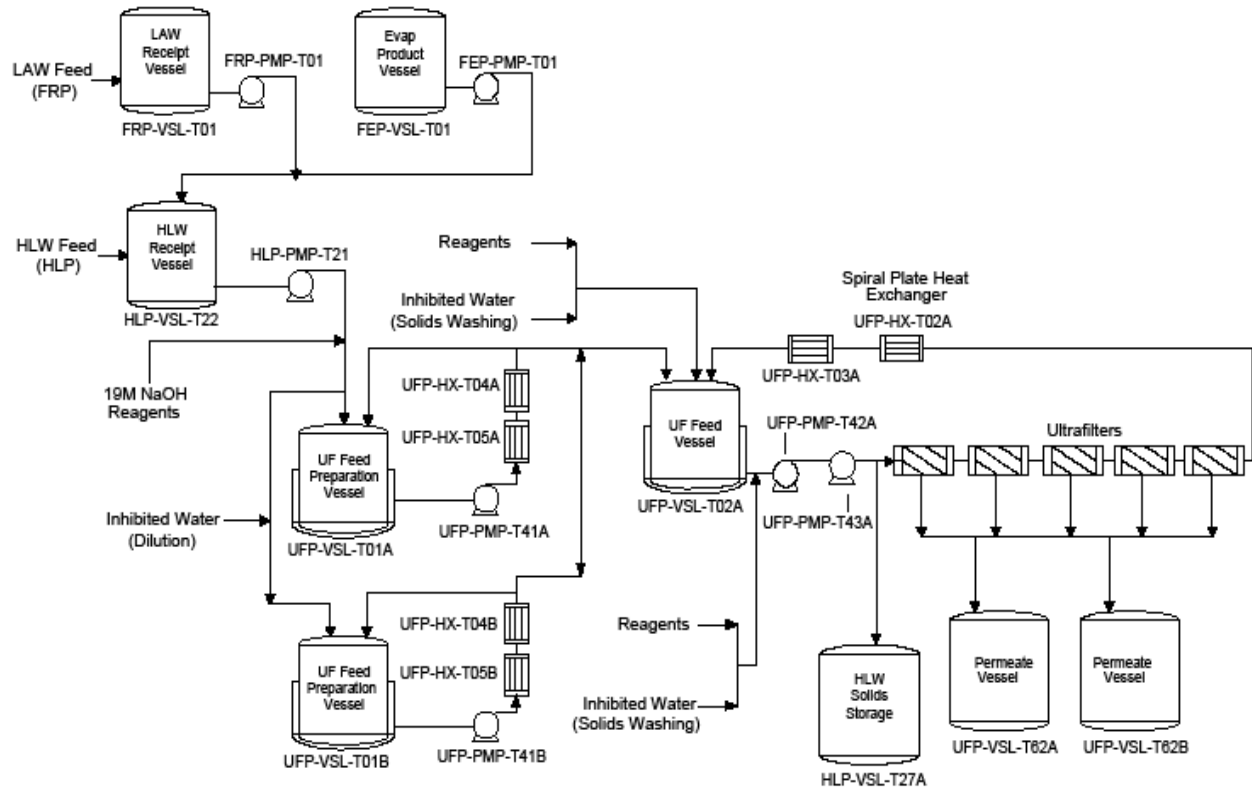 LAW
Receipt
Vessel
FRP-PMP-T01
LAW Feed
(FRP)
FRP-VSL-T01
Evap
Product
Vessel
FEP-PMP-T01
FEP-VSL-T01
HLW
Receipt
Vessel
HLW Feed
(HLP)
HLP-PMP-T21
HLP-VSL-T22
19M NaOH
Reagents
Reagents
Inhibited Water
(Solids Washing)
Spiral Plate Heat
Exchanger
UFP-HX-T02A
UFP-HX-T03A
UFP-HX-T04A
UFP-HX-T05A
UF Feed
Preparation
Vessel
UFP-PMP-T41A
UFP-VSL-T01A
UF Feed
Vessel
UFP-VSL-T02A
UFP-PMP-T42A
UFP-PMP-T43A
Ultrafilters
Inhibited Water
(Dilution)
UFP-HX-T04B
UFP-HX-T05B
UF Feed
Preparation
Vessel
UFP-PMP-T41B
UFP-VSL-T01B
Reagents
Inhibited Water
(Solids Washing)
HLW
Solids
Storage
HLP-VSL-T27A
Permeate
Vessel
UFP-VSL-T62A
Permeate
Vessel
UFP-VSL-T62B